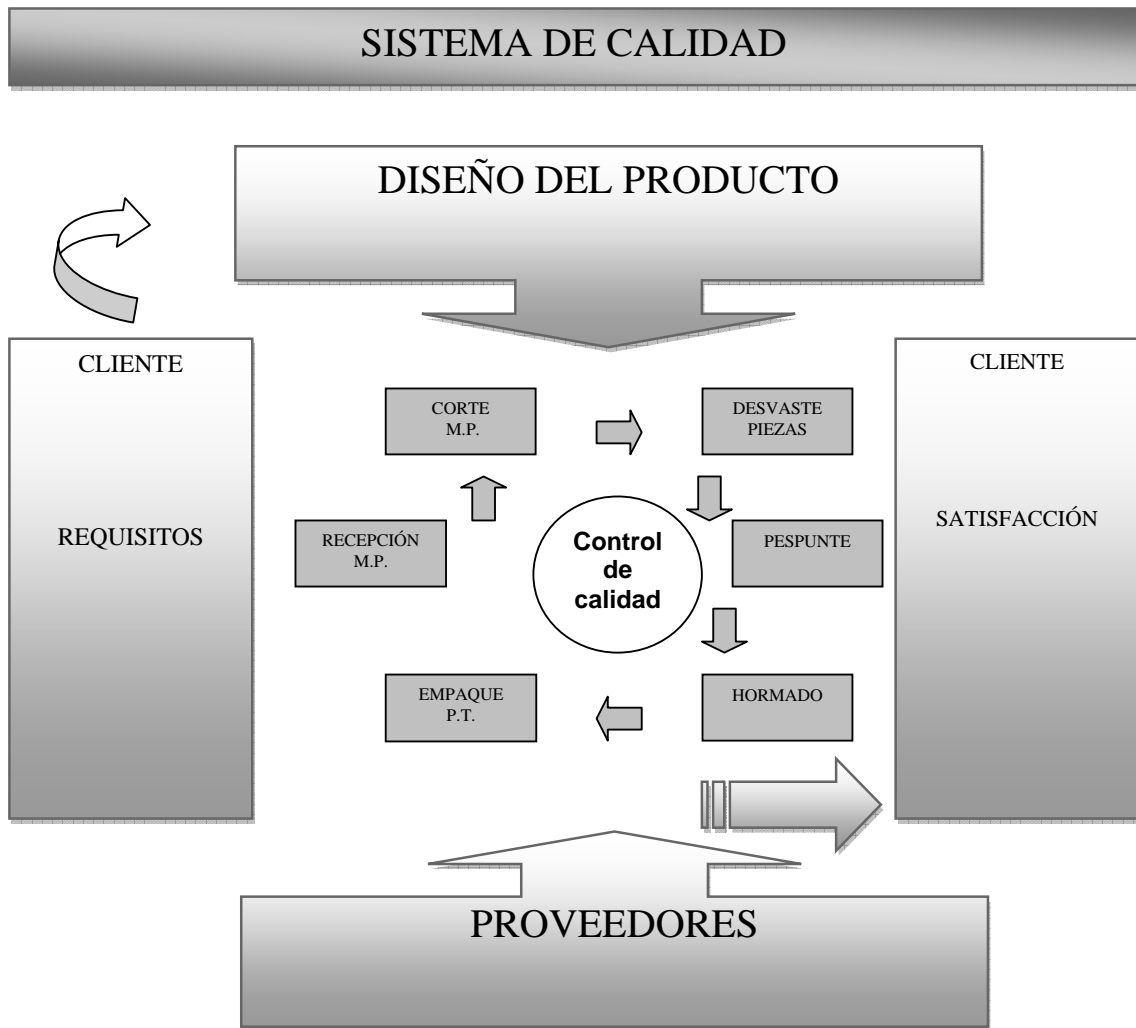 SISTEMA DE CALIDAD
DISEÑO DEL PRODUCTO
CLIENTE
REQUISITOS
CORTE
M.P.
DESVASTE
PIEZAS
RECEPCIÓN
M.P.
Control
de
calidad
PESPUNTE
EMPAQUE
P.T.
HORMADO
CLIENTE
SATISFACCIÓN
PROVEEDORES